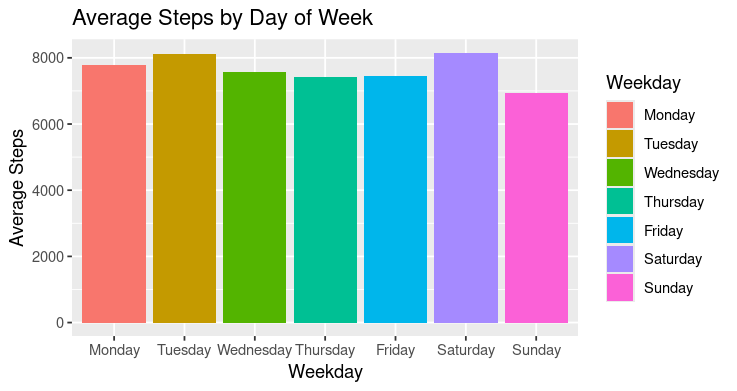 Average Steps by Day of Week
Average Steps
8000
6000
4000
2000
0
Monday Tuesday Wednesday Thursday Friday Saturday Sunday
Weekday
Weekday
Monday
Tuesday
Wednesday
Thursday
Friday
Saturday
Sunday